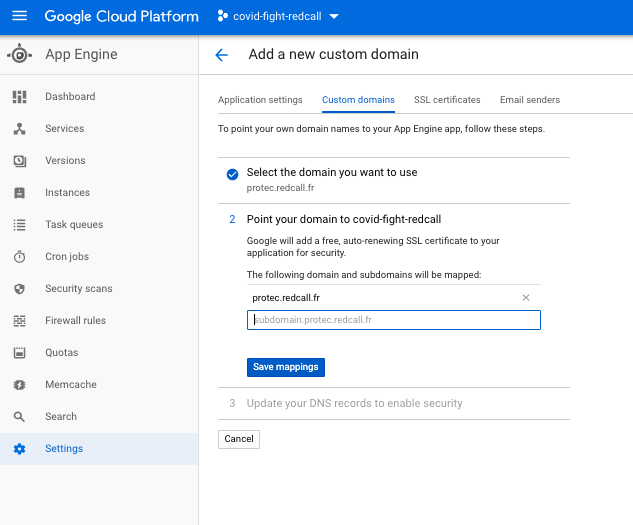 Google Cloud Platform covid-fight-redcall
App Engine
Add a new custom domain
Dashboard
Services
Versions
Instances
Task queues
Cron jobs
Security scans
Firewall rules
Quotas
Memcache
Search
Settings
Application settings Custom domains SSL certificates Email senders
To point your own domain names to your App Engine app, follow these steps.
Select the domain you want to use
protec.redcall.fr
2 Point your domain to covid-fight-redcall
Google will add a free, auto-renewing SSL certificate to your
application for security.
The following domain and subdomains will be mapped:
protec.redcall.fr
subdomain.protec.redcall.fr
Save mappings
3 Update your DNS records to enable security
Cancel